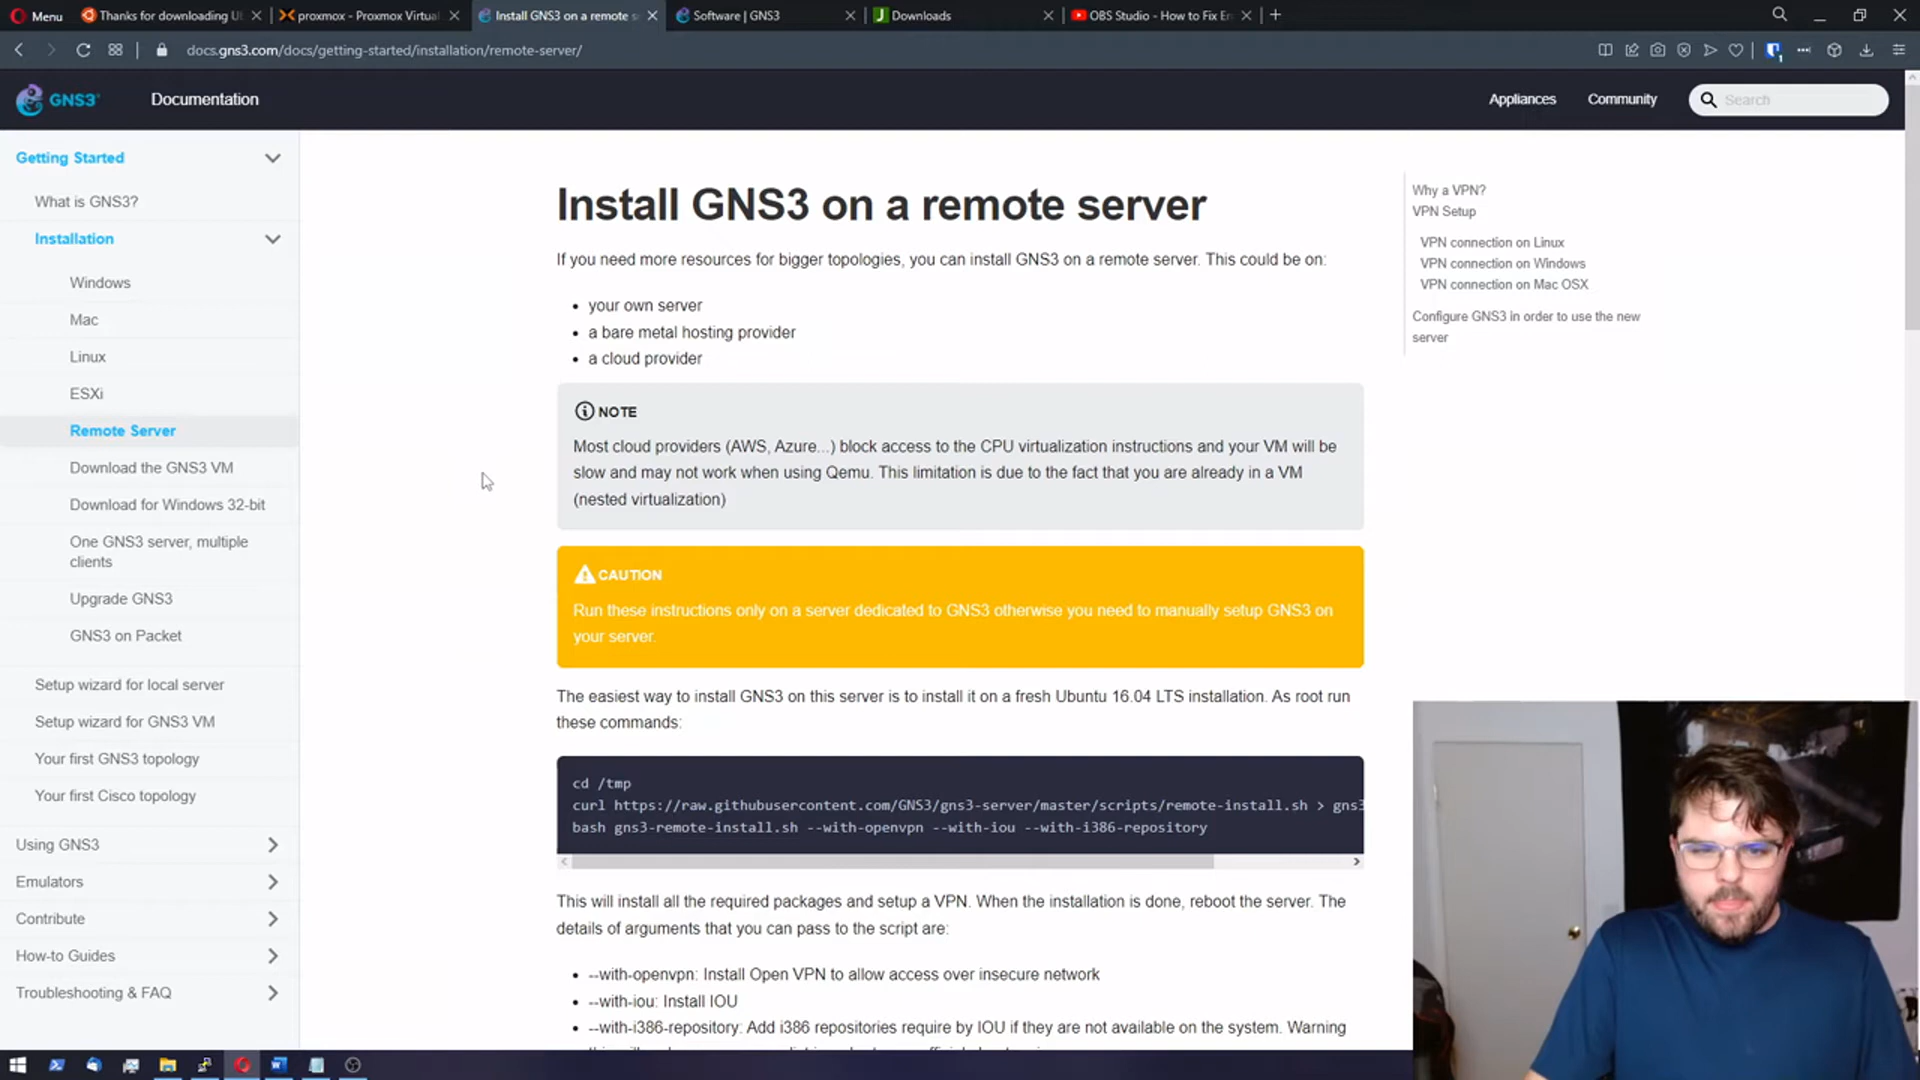 Menu
Thanks for downloading Ub
proxmox - Proxmox Virtual
Install GNS3 on a remote s
Software | GNS3
Downloads
OBS Studio - How to Fix En
docs.gns3.com/docs/getting-started/installation/remote-server/
GNS3
Documentation
Appliances
Community
Search
Getting Started
What is GNS3?
Installation
Windows
Mac
Linux
ESXi
Remote Server
Download the GNS3 VM
Download for Windows 32-bit
One GNS3 server, multiple
clients
Upgrade GNS3
GNS3 on Packet
Setup wizard for local server
Setup wizard for GNS3 VM
Your first GNS3 topology
Your first Cisco topology
Using GNS3
Emulators
Contribute
How-to Guides
Troubleshooting & FAQ
Install GNS3 on a remote server
If you need more resources for bigger topologies, you can install GNS3 on a remote server. This could be on:
• your own server
• a bare metal hosting provider
• a cloud provider
NOTE
Most cloud providers (AWS, Azure...) block access to the CPU virtualization instructions and your VM will be
slow and may not work when using Qemu. This limitation is due to the fact that you are already in a VM
(nested virtualization)
CAUTION
Run these instructions only on a server dedicated to GNS3 otherwise you need to manually setup GNS3 on
your server.
The easiest way to install GNS3 on this server is to install it on a fresh Ubuntu 16.04 LTS installation. As root run
these commands:
cd /tmp
curl https://raw.githubusercontent.com/GNS3/gns3-server/master/scripts/remote-install.sh > gns3
bash gns3-remote-install.sh --with-openvpn --with-iou --with-i386-repository
This will install all the required packages and setup a VPN. When the installation is done, reboot the server. The
details of arguments that you can pass to the script are:
• --with-openvpn: Install Open VPN to allow access over insecure network
• --with-iou: Install IOU
• --with-i386-repository: Add i386 repositories require by IOU if they are not available on the system. Warning
Why a VPN?
VPN Setup
VPN connection on Linux
VPN connection on Windows
VPN connection on Mac OSX
Configure GNS3 in order to use the new
server